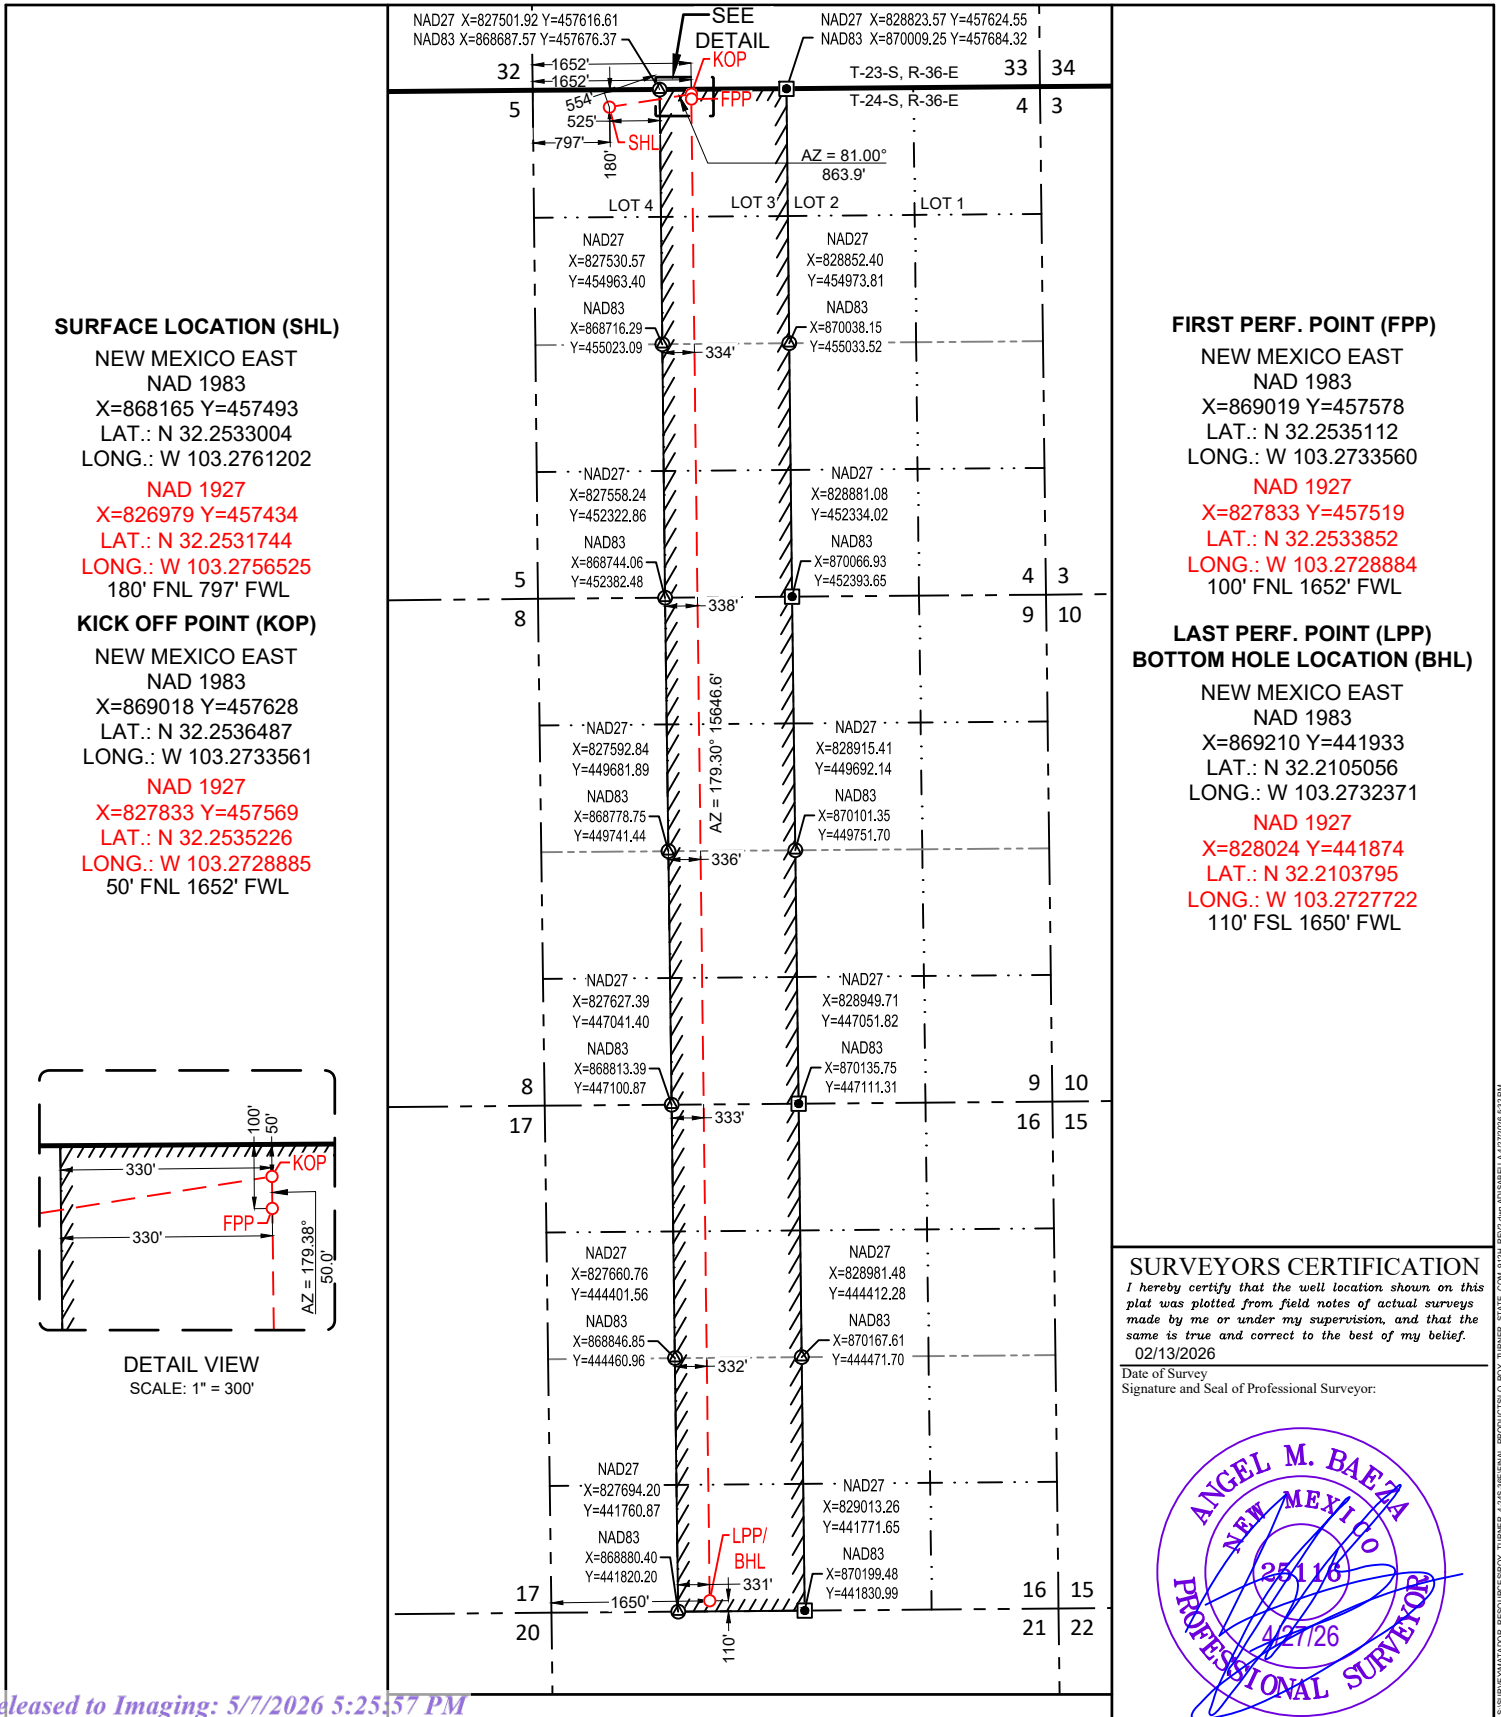 NAD27 X=827501.92 Y=457616.61
NAD83 X=868687.57 Y=457676.37
SEE
DETAIL
NAD27 X=828823.57 Y=457624.55
NAD83 X=870009.25 Y=457684.32
KOP
32
1652'
1652'
T-23-S, R-36-E
33
34
5
554'
FPP
T-24-S, R-36-E
4
3
525'
797'
SHL
180'
AZ = 81.00°
863.9'
LOT 4
LOT 3
LOT 2
LOT 1
NAD27
X=827530.57
Y=454963.40
NAD83
X=868716.29
Y=455023.09
NAD27
X=828852.40
Y=454973.81
NAD83
X=870038.15
Y=455033.52
334'
NAD27
X=827558.24
Y=452322.86
NAD83
X=868744.06
Y=452382.48
NAD27
X=828881.08
Y=452334.02
NAD83
X=870066.93
Y=452393.65
5
4
3
8
338'
9
10
AZ = 179.30° 15646.6'
NAD27
X=827592.84
Y=449681.89
NAD83
X=868778.75
Y=449741.44
NAD27
X=828915.41
Y=449692.14
NAD83
X=870101.35
Y=449751.70
336'
NAD27
X=827627.39
Y=447041.40
NAD83
X=868813.39
Y=447100.87
NAD27
X=828949.71
Y=447051.82
NAD83
X=870135.75
Y=447111.31
8
9
10
17
333'
16
15
NAD27
X=827660.76
Y=444401.56
NAD83
X=868846.85
Y=444460.96
NAD27
X=828981.48
Y=444412.28
NAD83
X=870167.61
Y=444471.70
332'
NAD27
X=827694.20
Y=441760.87
NAD83
X=868880.40
Y=441820.20
NAD27
X=829013.26
Y=441771.65
NAD83
X=870199.48
Y=441830.99
LPP/
BHL
331'
1650'
110'
17
16
15
20
21
22
SURFACE LOCATION (SHL)
NEW MEXICO EAST
NAD 1983
X=868165 Y=457493
LAT.: N 32.2533004
LONG.: W 103.2761202
NAD 1927
X=826979 Y=457434
LAT.: N 32.2531744
LONG.: W 103.2756525
180' FNL 797' FWL
KICK OFF POINT (KOP)
NEW MEXICO EAST
NAD 1983
X=869018 Y=457628
LAT.: N 32.2536487
LONG.: W 103.2733561
NAD 1927
X=827833 Y=457569
LAT.: N 32.2535226
LONG.: W 103.2728885
50' FNL 1652' FWL
FIRST PERF. POINT (FPP)
NEW MEXICO EAST
NAD 1983
X=869019 Y=457578
LAT.: N 32.2535112
LONG.: W 103.2733560
NAD 1927
X=827833 Y=457519
LAT.: N 32.2533852
LONG.: W 103.2728884
100' FNL 1652' FWL
LAST PERF. POINT (LPP)
BOTTOM HOLE LOCATION (BHL)
NEW MEXICO EAST
NAD 1983
X=869210 Y=441933
LAT.: N 32.2105056
LONG.: W 103.2732371
NAD 1927
X=828024 Y=441874
LAT.: N 32.2103795
LONG.: W 103.2727722
110' FSL 1650' FWL
100'
50'
330'
KOP
FPP
330'
AZ = 179.38°
50.0'
DETAIL VIEW
SCALE: 1" = 300'
SURVEYORS CERTIFICATION
I hereby certify that the well location shown on this
plat was plotted from field notes of actual surveys
made by me or under my supervision, and that the
same is true and correct to the best of my belief.
02/13/2026
Date of Survey
Signature and Seal of Professional Surveyor:
ANGEL M. BAEZA
NEW MEXICO
25116
4/27/26
PROFESSIONAL SURVEYOR
eleased to Imaging: 5/7/2026 5:25:57 PM